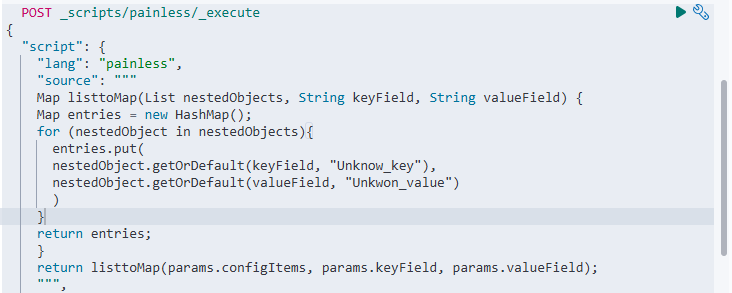 POST _scripts/painless/_execute
{
  "script": {
    "lang": "painless",
    "source": """
    Map listtoMap(List nestedObjects, String keyField, String valueField) {
    Map entries = new HashMap();
    for (nestedObject in nestedObjects){
      entries.put(
      nestedObject.getOrDefault(keyField, "Unknow_key"),
      nestedObject.getOrDefault(valueField, "Unkwon_value")
      )
    }
    return entries;
    }
    return listtoMap(params.configItems, params.keyField, params.valueField);
    """,